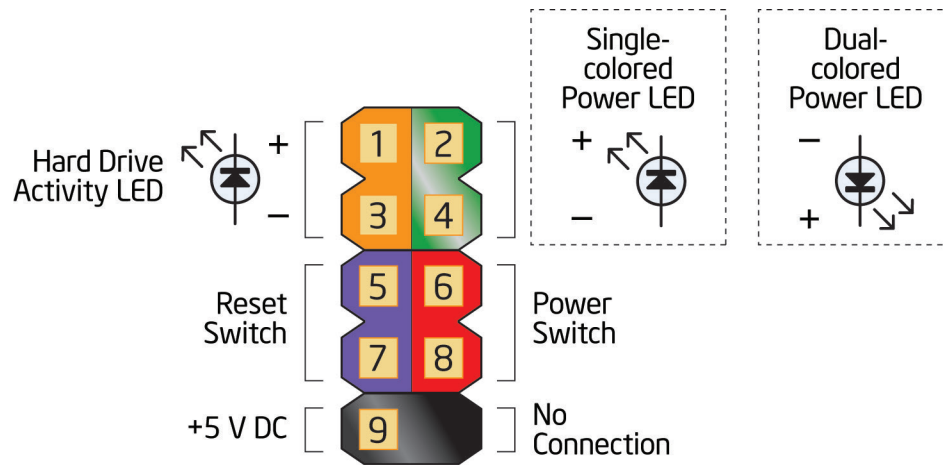 Single-
colored
Power LED
Dual-
colored
Power LED
Hard Drive
Activity LED
+
−
1
2
3
4
+
−
−
+
Reset
Switch
5
6
7
8
Power
Switch
+5 V DC
9
No
Connection